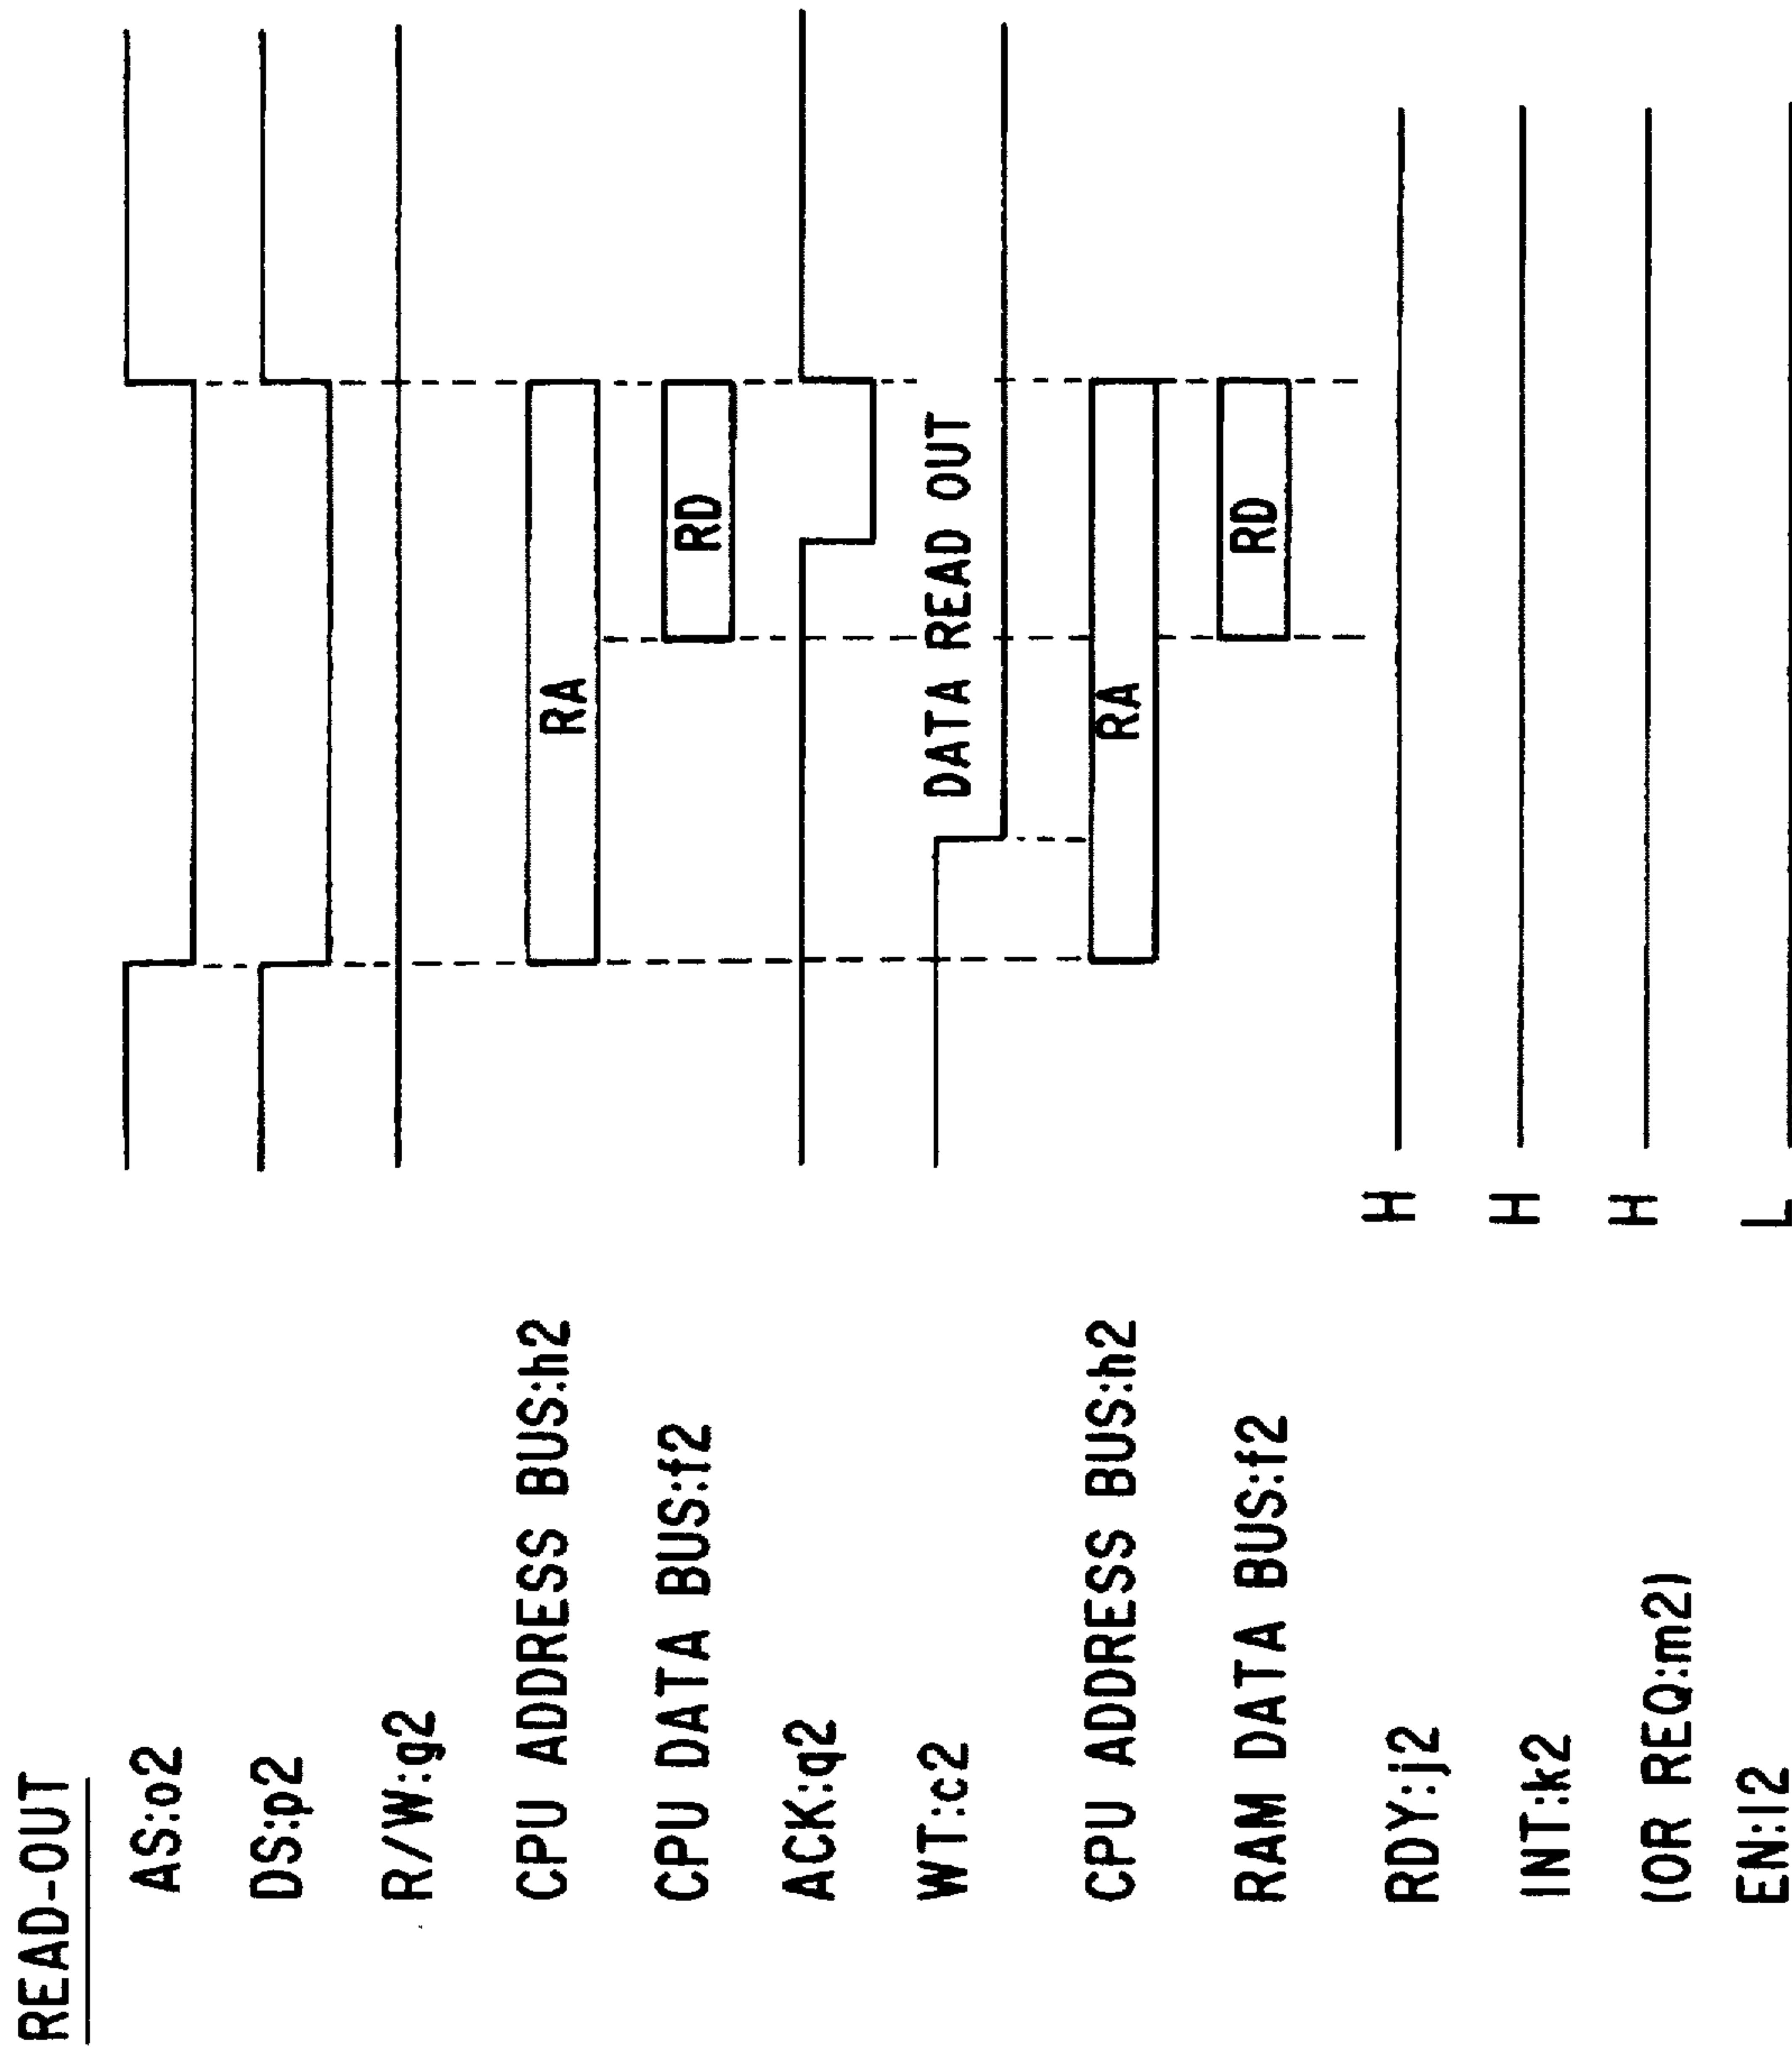 READ-OUT
AS:o2
DS:p2
R/W:g2
CPU ADDRESS BUS:h2
RA
CPU DATA BUS:f2
RD
ACK:q2
WT:c2
DATA READ OUT
CPU ADDRESS BUS:h2
RA
RAM DATA BUS:f2
RD
RDY:j2
H
INT:k2
H
(OR REQ:m2)
H
EN:l2
L